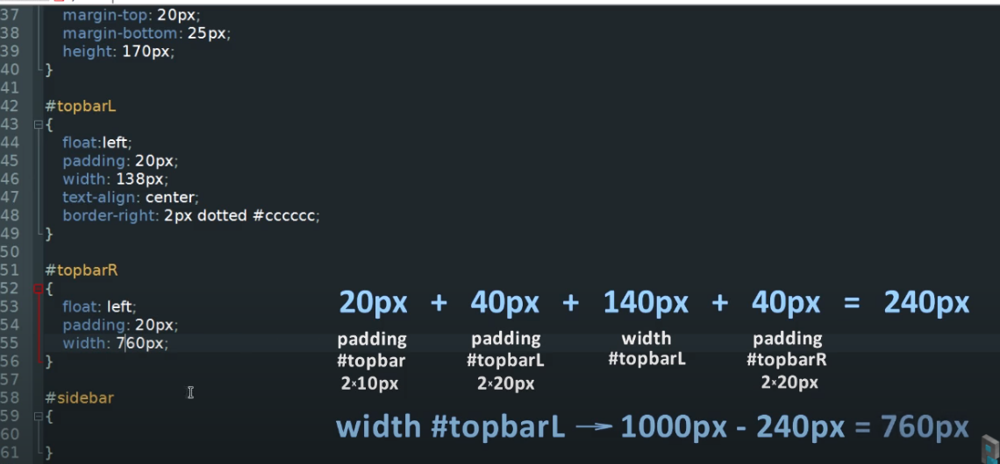 37 margin-top: 20px;
38 margin-bottom: 25px;
39 height: 170px;
40 }
41
42 #topbarL
43 {
44 float:left;
45 padding: 20px;
46 width: 138px;
47 text-align: center;
48 border-right: 2px dotted #cccccc;
49 }
50
51 #topbarR
52 {
53 float: left;
54 padding: 20px;
55 width: 760px;
56 }
57
58 #sidebar
59 {
60
61 }
20px + 40px + 140px + 40px = 240px
padding padding width padding
#topbar #topbarL #topbarL #topbarR
2×10px 2×20px 2×20px
width #topbarL → 1000px - 240px = 760px